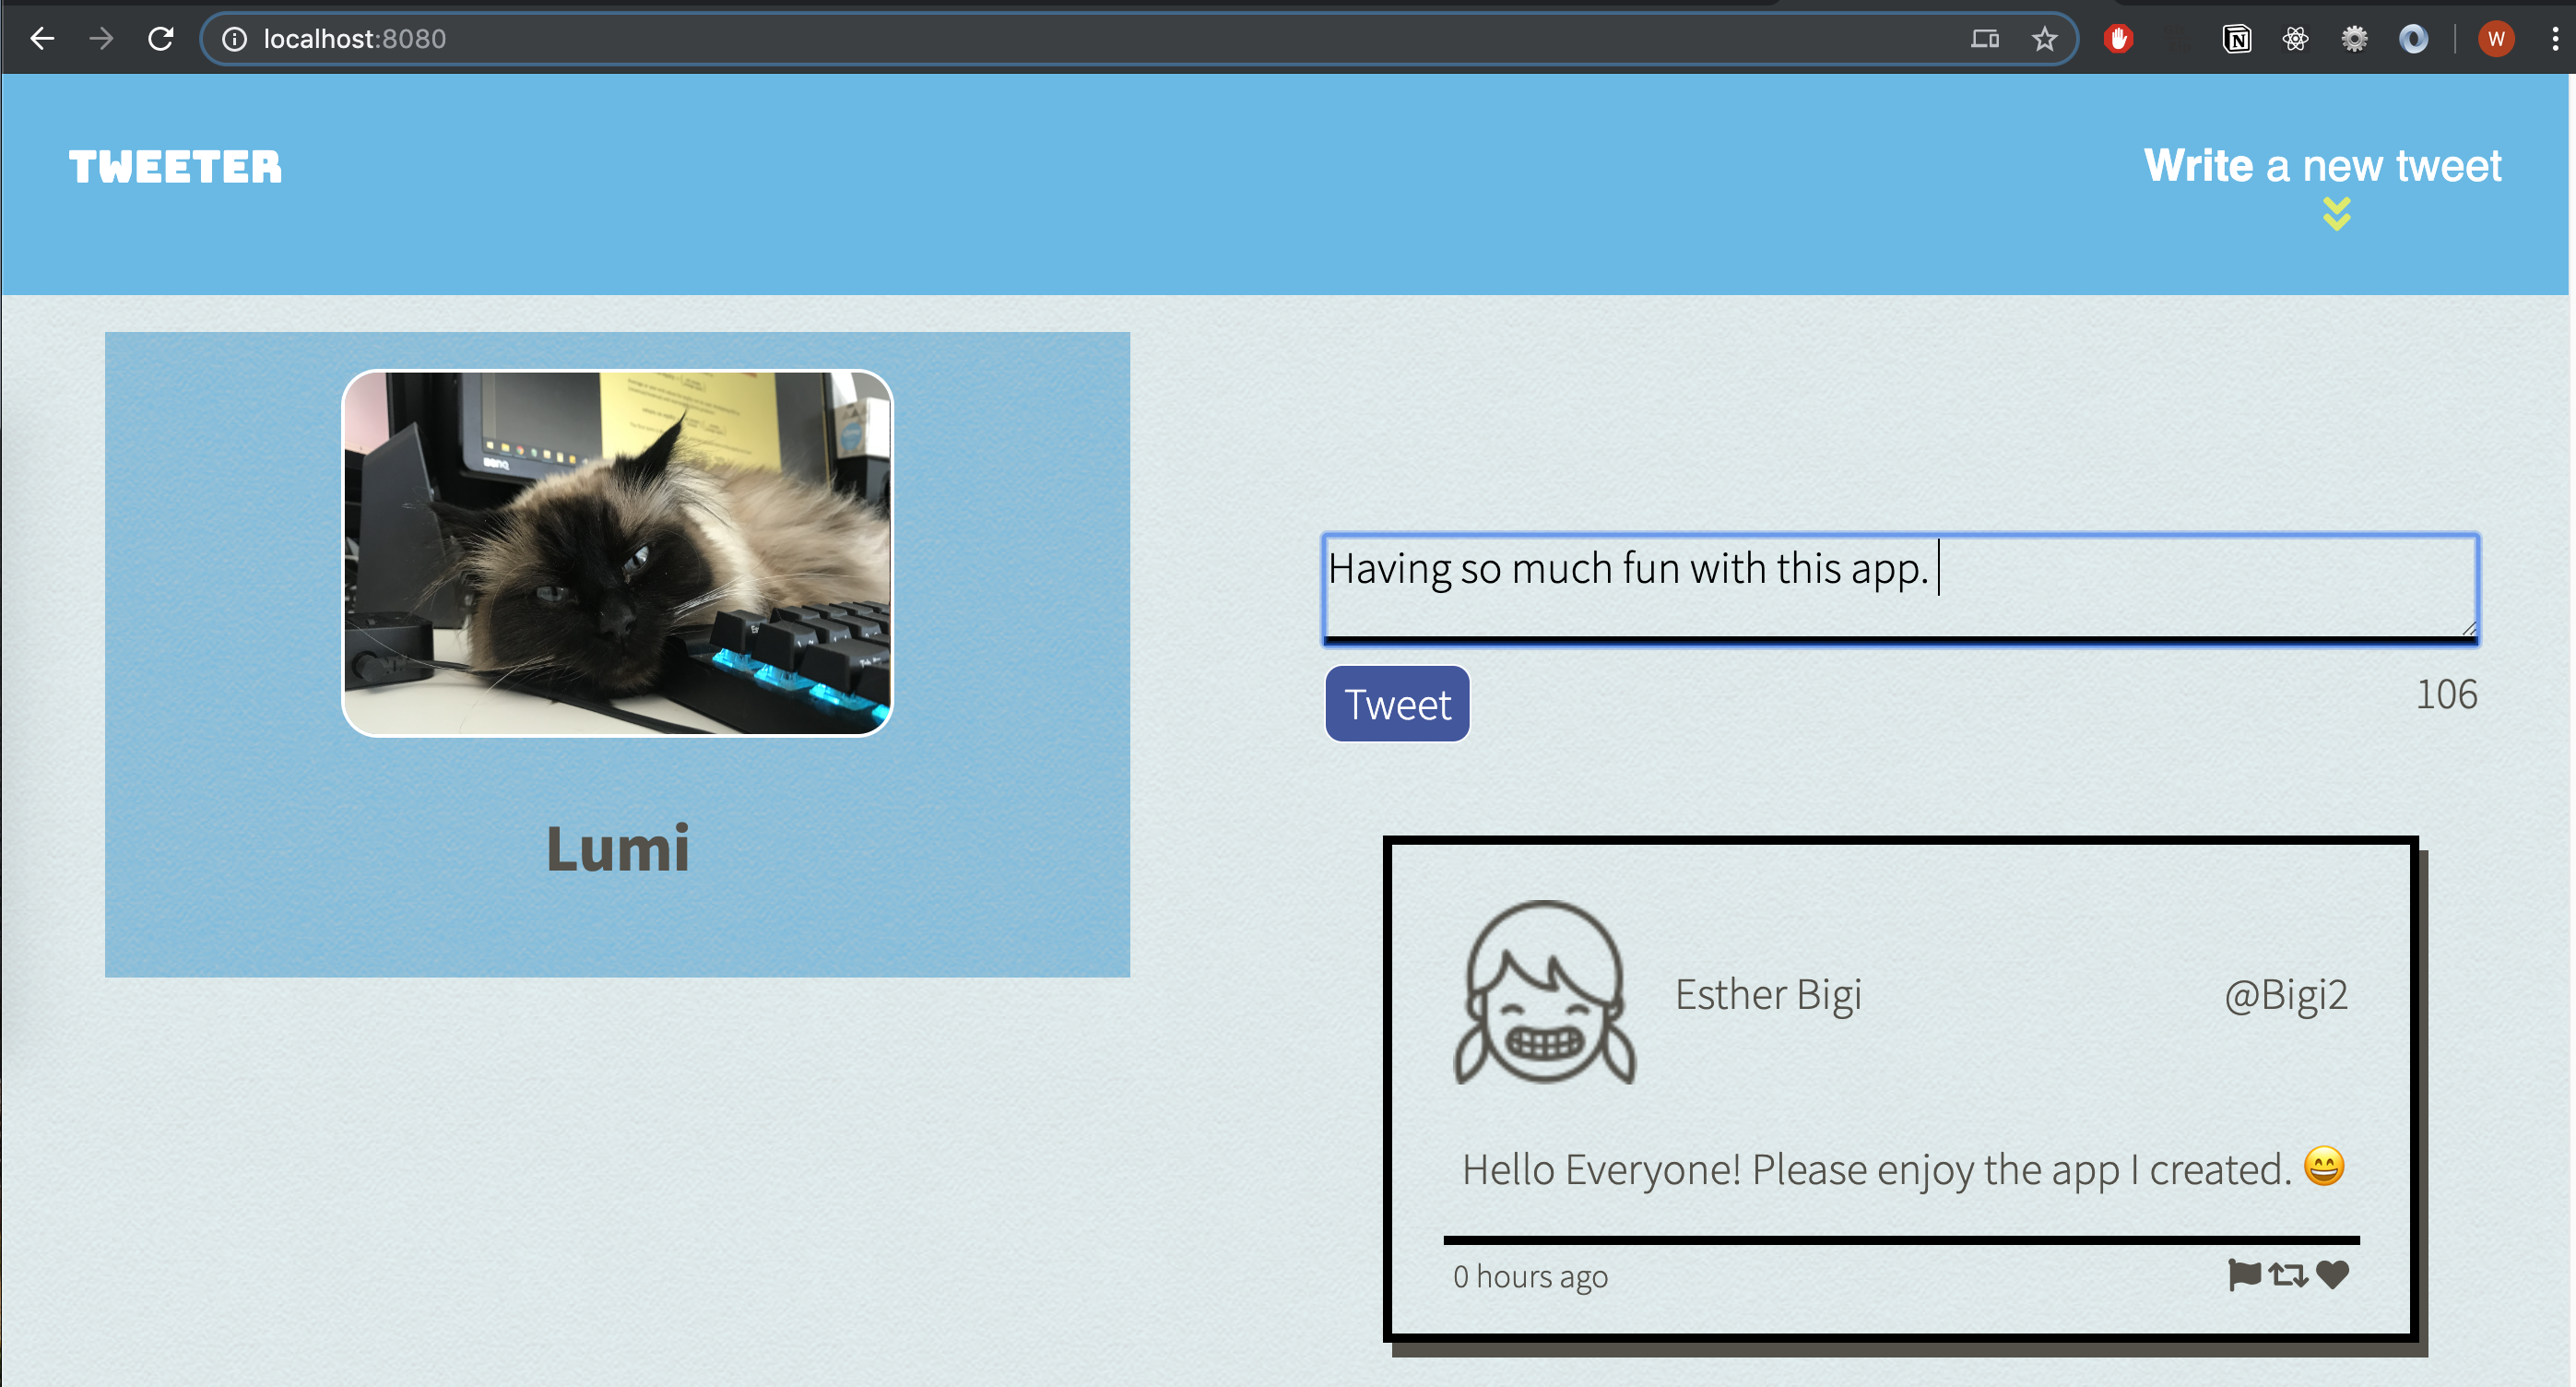 localhost:8080
N
W
TWEETER
Write a new tweet
BenQ
Lumi
Having so much fun with this app.
Tweet
106
Esther Bigi @Bigi2
Hello Everyone! Please enjoy the app I created. 😄
0 hours ago